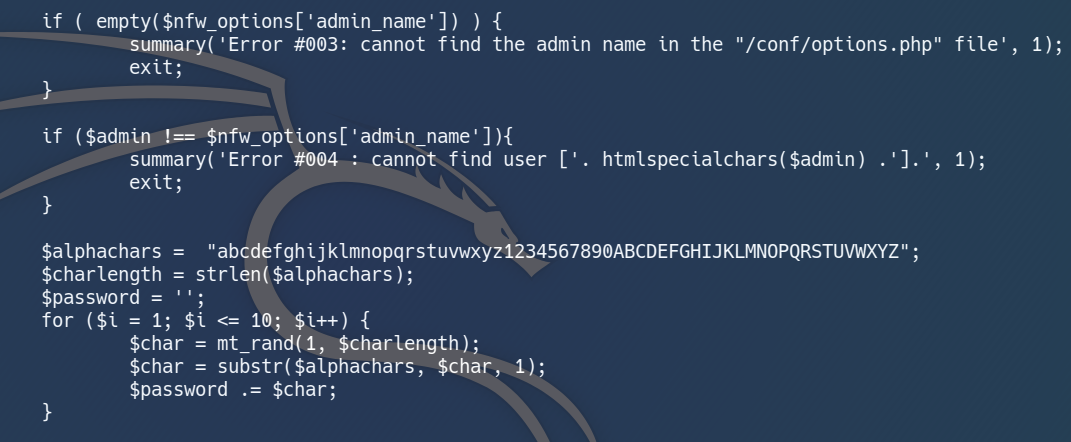 if ( empty($nfw_options['admin_name']) ) {
summary('Error #003: cannot find the admin name in the "/conf/options.php" file', 1);
exit;
}
if ($admin !== $nfw_options['admin_name']){
summary('Error #004 : cannot find user ['. htmlspecialchars($admin) .'].', 1);
exit;
}
$alphachars =  "abcdefghijklmnopqrstuvwxyz1234567890ABCDEFGHIJKLMNOPQRSTUVWXYZ";
$charlength = strlen($alphachars);
$password = '';
for ($i = 1; $i <= 10; $i++) {
$char = mt_rand(1, $charlength);
$char = substr($alphachars, $char, 1);
$password .= $char;
}